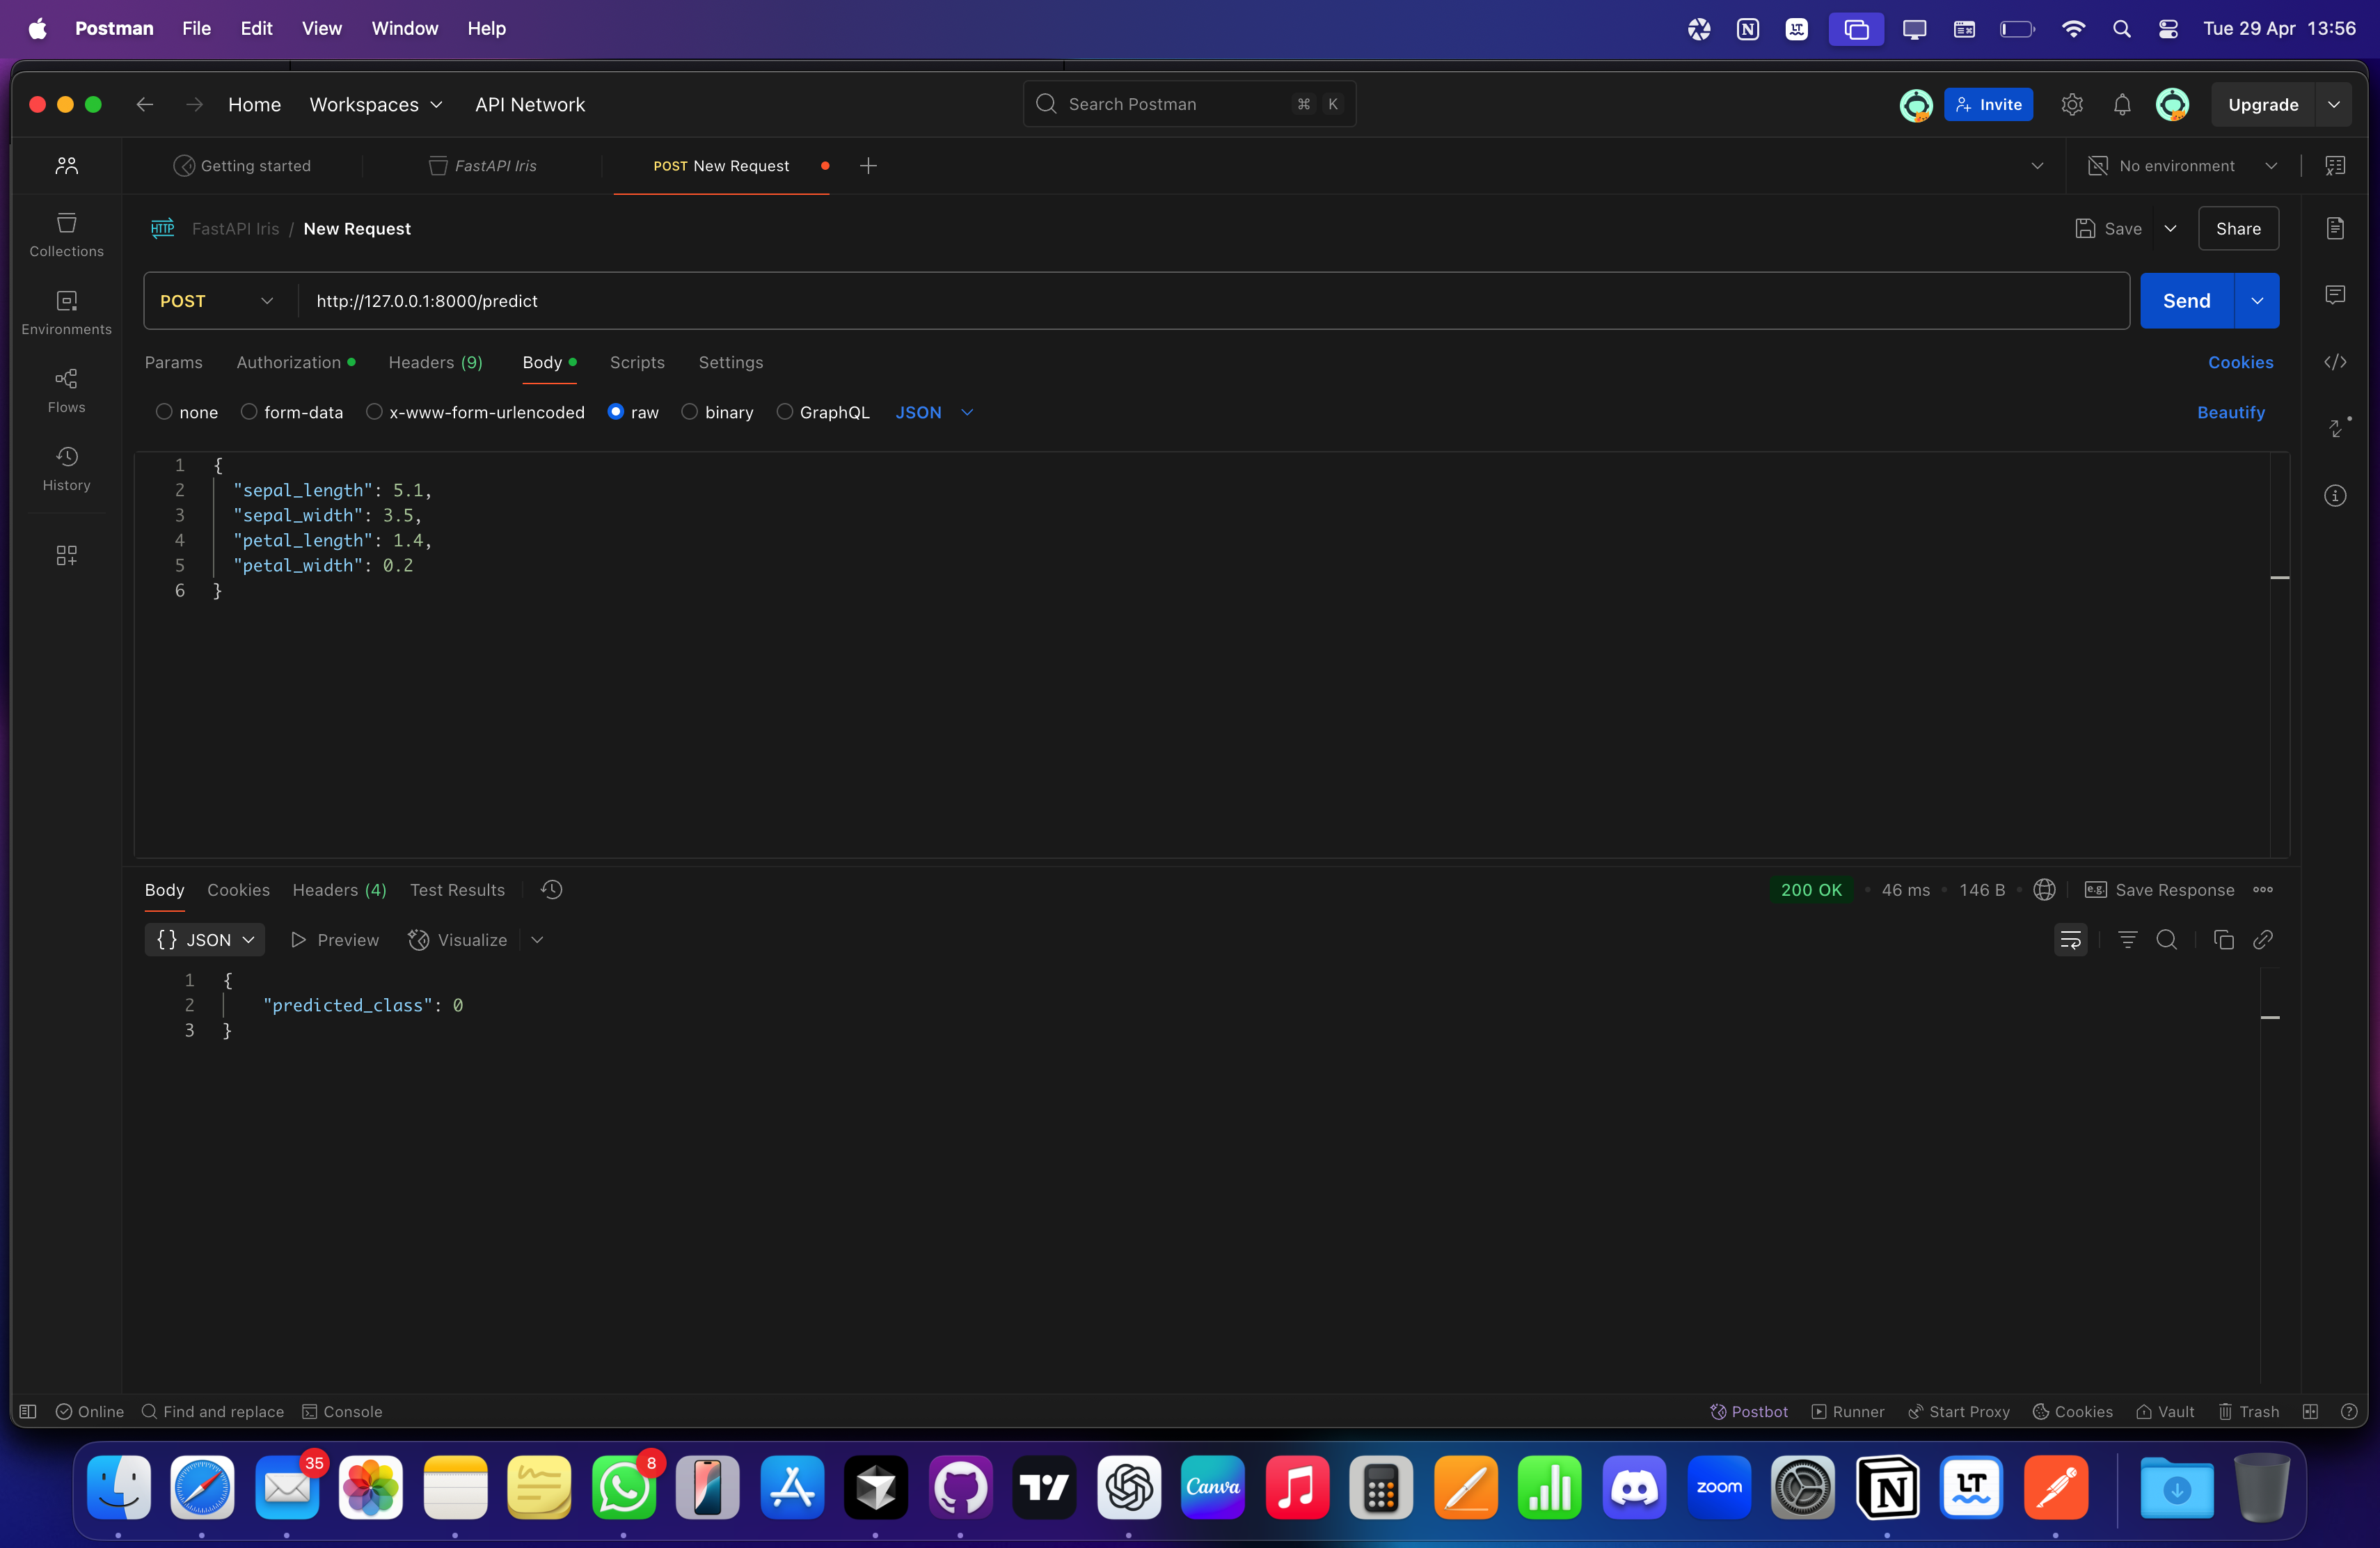 Postman File Edit View Window Help Tue 29 Apr 13:56
Home Workspaces API Network Search Postman ⌘ K Invite Upgrade
Getting started FastAPI Iris POST New Request No environment
HTTP FastAPI Iris / New Request Save Share
Collections
Environments
Flows
History
POST http://127.0.0.1:8000/predict Send
Params Authorization Headers (9) Body Scripts Settings Cookies
none form-data x-www-form-urlencoded raw binary GraphQL JSON Beautify
1 {
2 "sepal_length": 5.1,
3 "sepal_width": 3.5,
4 "petal_length": 1.4,
5 "petal_width": 0.2
6 }
Body Cookies Headers (4) Test Results 200 OK • 46 ms • 146 B • e.g. Save Response
{} JSON Preview Visualize
1 {
2 "predicted_class": 0
3 }
Online Find and replace Console Postbot Runner Start Proxy Cookies Vault Trash
35 8 Canva zoom N LT